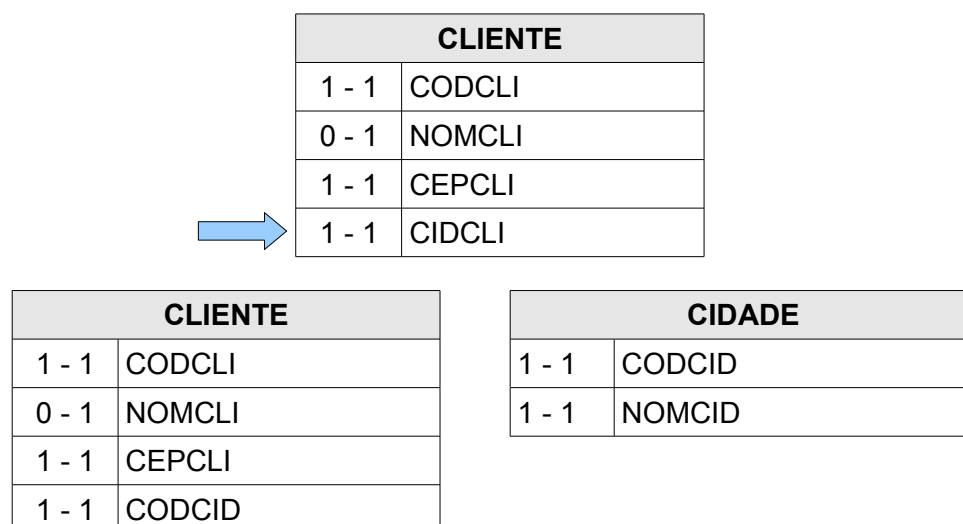 CLIENTE
1 - 1 CODCLI
0 - 1 NOMCLI
1 - 1 CEPCLI
1 - 1 CIDCLI
CLIENTE
1 - 1 CODCLI
0 - 1 NOMCLI
1 - 1 CEPCLI
1 - 1 CODCID
CIDADE
1 - 1 CODCID
1 - 1 NOMCID